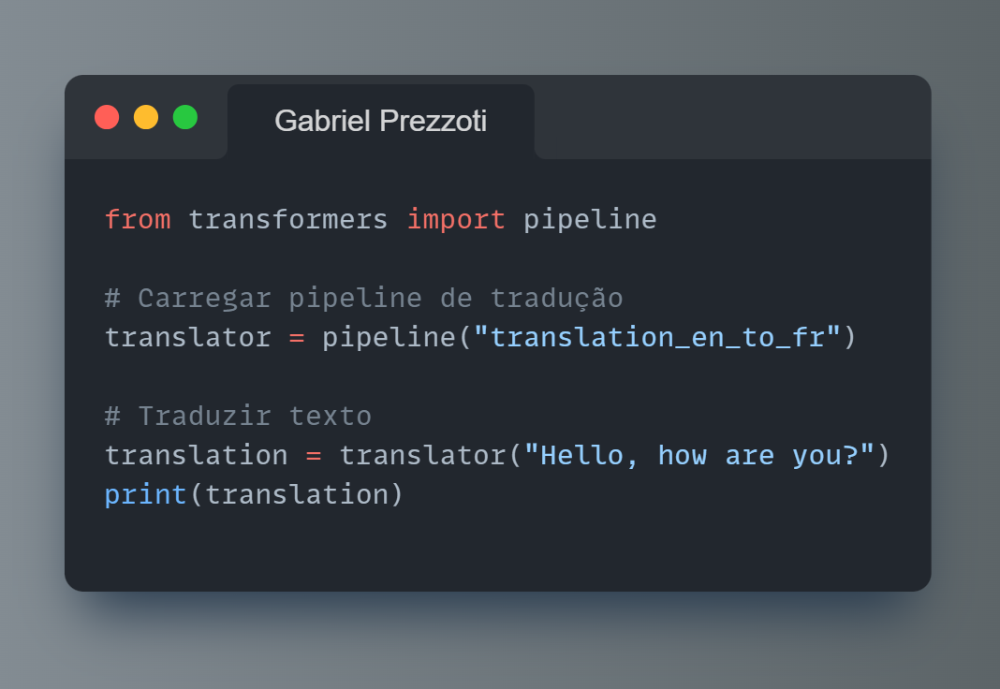 Gabriel Prezzoti
from transformers import pipeline
# Carregar pipeline de tradução
translator = pipeline("translation_en_to_fr")
# Traduzir texto
translation = translator("Hello, how are you?")
print(translation)